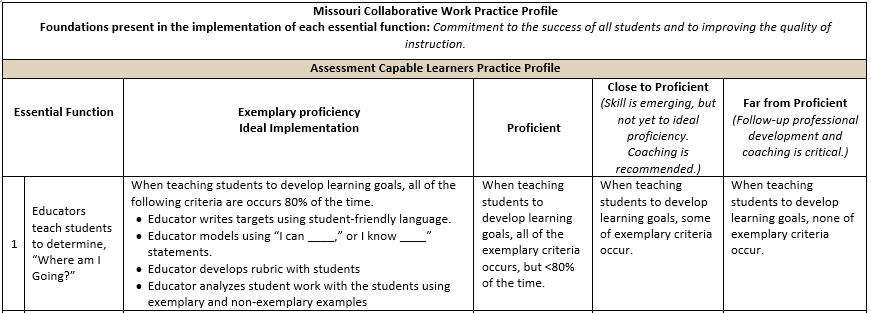 Missouri Collaborative Work Practice Profile
Foundations present in the implementation of each essential function: Commitment to the success of all students and to improving the quality of
instruction.
Assessment Capable Learners Practice Profile
Essential Function
Exemplary proficiency
Ideal Implementation
Proficient
Close to Proficient
(Skill is emerging, but
not yet to ideal
proficiency.
Coaching is
recommended.)
Far from Proficient
(Follow-up professional
development and
coaching is critical.)
1
Educators
teach students
to determine,
“Where am I
Going?”
When teaching students to develop learning goals, all of the
following criteria are occurs 80% of the time.
• Educator writes targets using student-friendly language.
• Educator models using “I can ____,” or I know ____”
statements.
• Educator develops rubric with students
• Educator analyzes student work with the students using
exemplary and non-exemplary examples
When teaching
students to
develop learning
goals, all of the
exemplary criteria
occurs, but <80%
of the time.
When teaching
students to develop
learning goals, some
of exemplary criteria
occur.
When teaching
students to develop
learning goals, none of
exemplary criteria
occur.